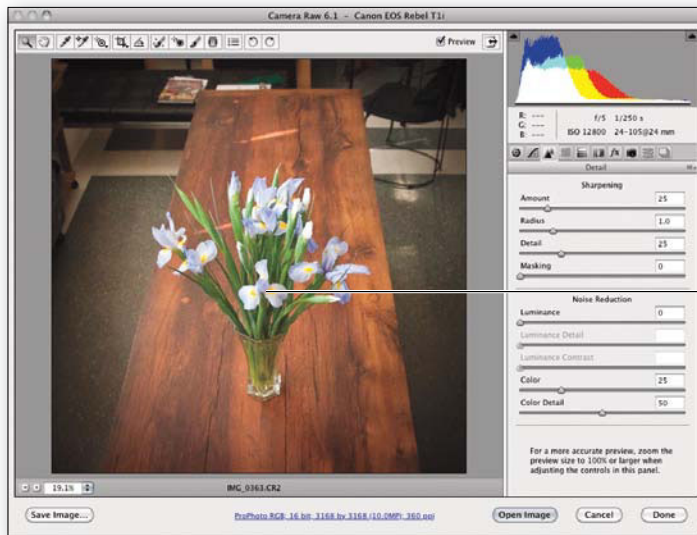 Camera Raw 6.1 - Canon EOS Rebel T1i
Preview
R: ---
G: ---
B: ---
f/5 1/250 s
ISO 12800 24-105@24 mm
Detail
Sharpening
Amount 25
Radius 1.0
Detail 25
Masking 0
Noise Reduction
Luminance 0
Luminance Detail
Luminance Contrast
Color 25
Color Detail 50
For a more accurate preview, zoom the
preview size to 100% or larger when
adjusting the controls in this panel.
19.1% IMG_0363.CR2
Save Image... ProPhoto RGB; 16 bit; 3168 by 3168 (10.0MP); 360 ppi Open Image Cancel Done